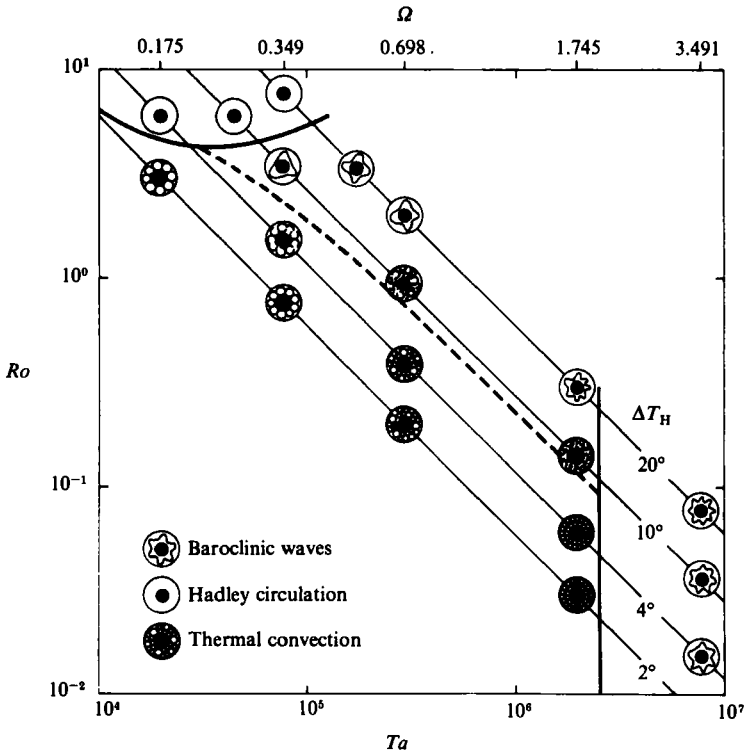 Ω
0.175 0.349 0.698. 1.745 3.491
10¹
10⁰
Ro
ΔT_H
20°
10⁻¹
10°
Baroclinic waves
Hadley circulation
4°
Thermal convection
2°
10⁻²
10⁴ 10⁵ 10⁶ 10⁷
Ta